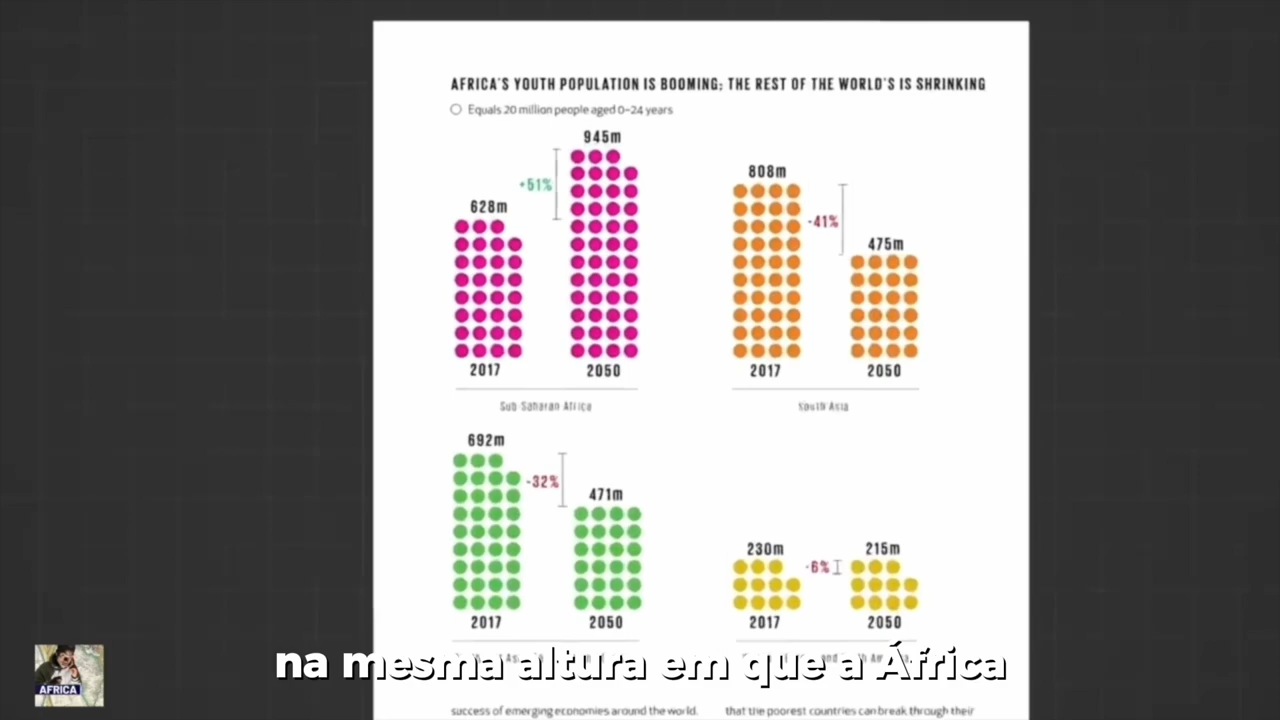 AFRICA'S YOUTH POPULATION IS BOOMING; THE REST OF THE WORLD'S IS SHRINKING
Equals 20 million people aged 0–24 years
945m
+51%
628m
2017
2050
Sub-Saharan Africa
808m
-41%
475m
2017
2050
South Asia
692m
-32%
471m
2017
2050
230m
-6%
215m
2017
2050
na mesma altura em que a África
AFRICA
success of emerging economies around the world.
that the poorest countries can break through their